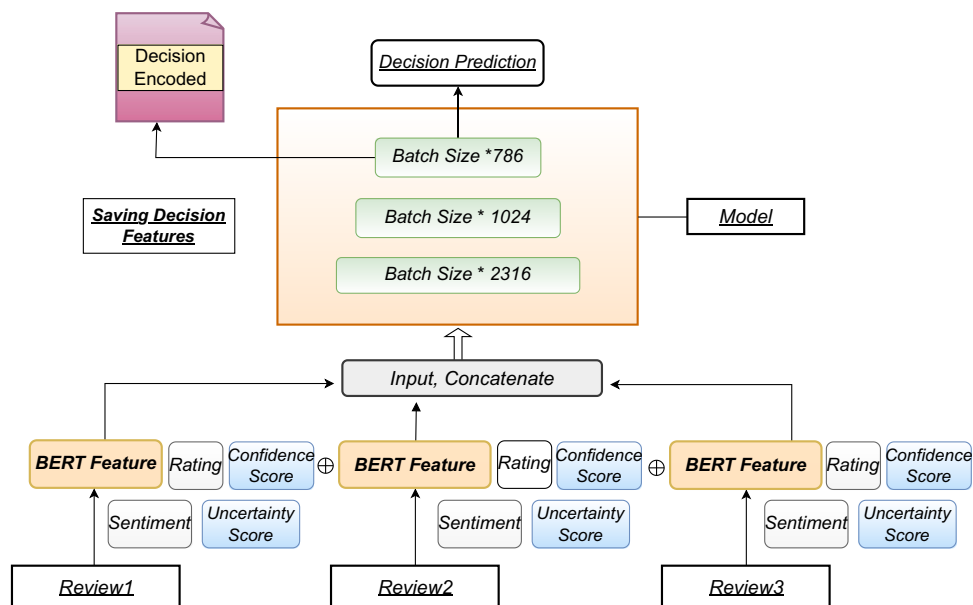 Decision
Encoded
Decision Prediction
Batch Size *786
Batch Size * 1024
Batch Size * 2316
Saving Decision
Features
Model
Input, Concatenate
BERT Feature
Rating
Confidence
Score
⊕
BERT Feature
Rating
Confidence
Score
⊕
BERT Feature
Rating
Confidence
Score
Sentiment
Uncertainty
Score
Sentiment
Uncertainty
Score
Sentiment
Uncertainty
Score
Review1
Review2
Review3